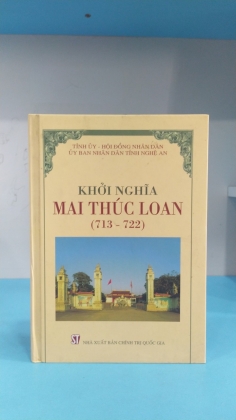 TỈNH ỦY - HỘI ĐỒNG NHÂN DÂN
ỦY BAN NHÂN DÂN TỈNH NGHỆ AN
KHỞI NGHĨA
MAI THÚC LOAN
(713 - 722)
ST
NHÀ XUẤT BẢN CHÍNH TRỊ QUỐC GIA